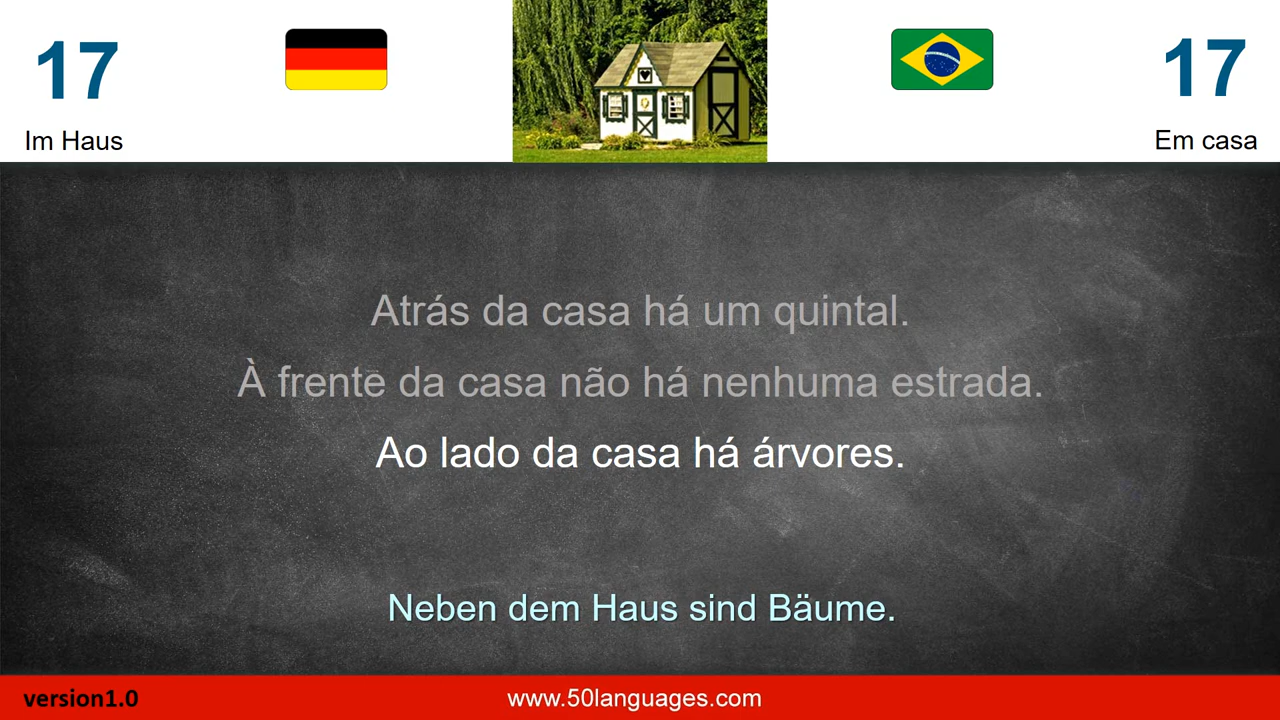 17
Im Haus
17
Em casa
Atrás da casa há um quintal.
À frente da casa não há nenhuma estrada.
Ao lado da casa há árvores.
Neben dem Haus sind Bäume.
version1.0
www.50languages.com